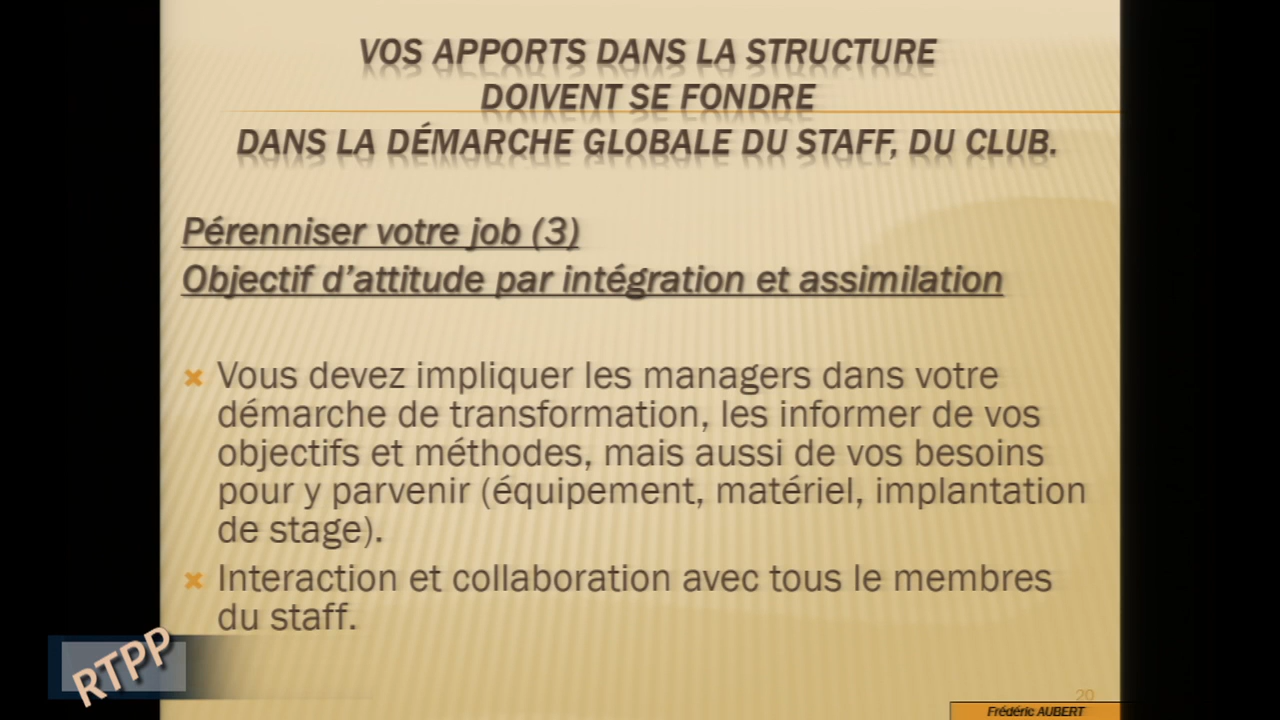 VOS APPORTS DANS LA STRUCTURE
DOIVENT SE FONDRE
DANS LA DÉMARCHE GLOBALE DU STAFF, DU CLUB.
Pérenniser votre job (3)
Objectif d'attitude par intégration et assimilation
Vous devez impliquer les managers dans votre
démarche de transformation, les informer de vos
objectifs et méthodes, mais aussi de vos besoins
pour y parvenir (équipement, matériel, implantation
de stage).
Interaction et collaboration avec tous le membres
du staff.
RTPP
20
Frédéric AUBERT